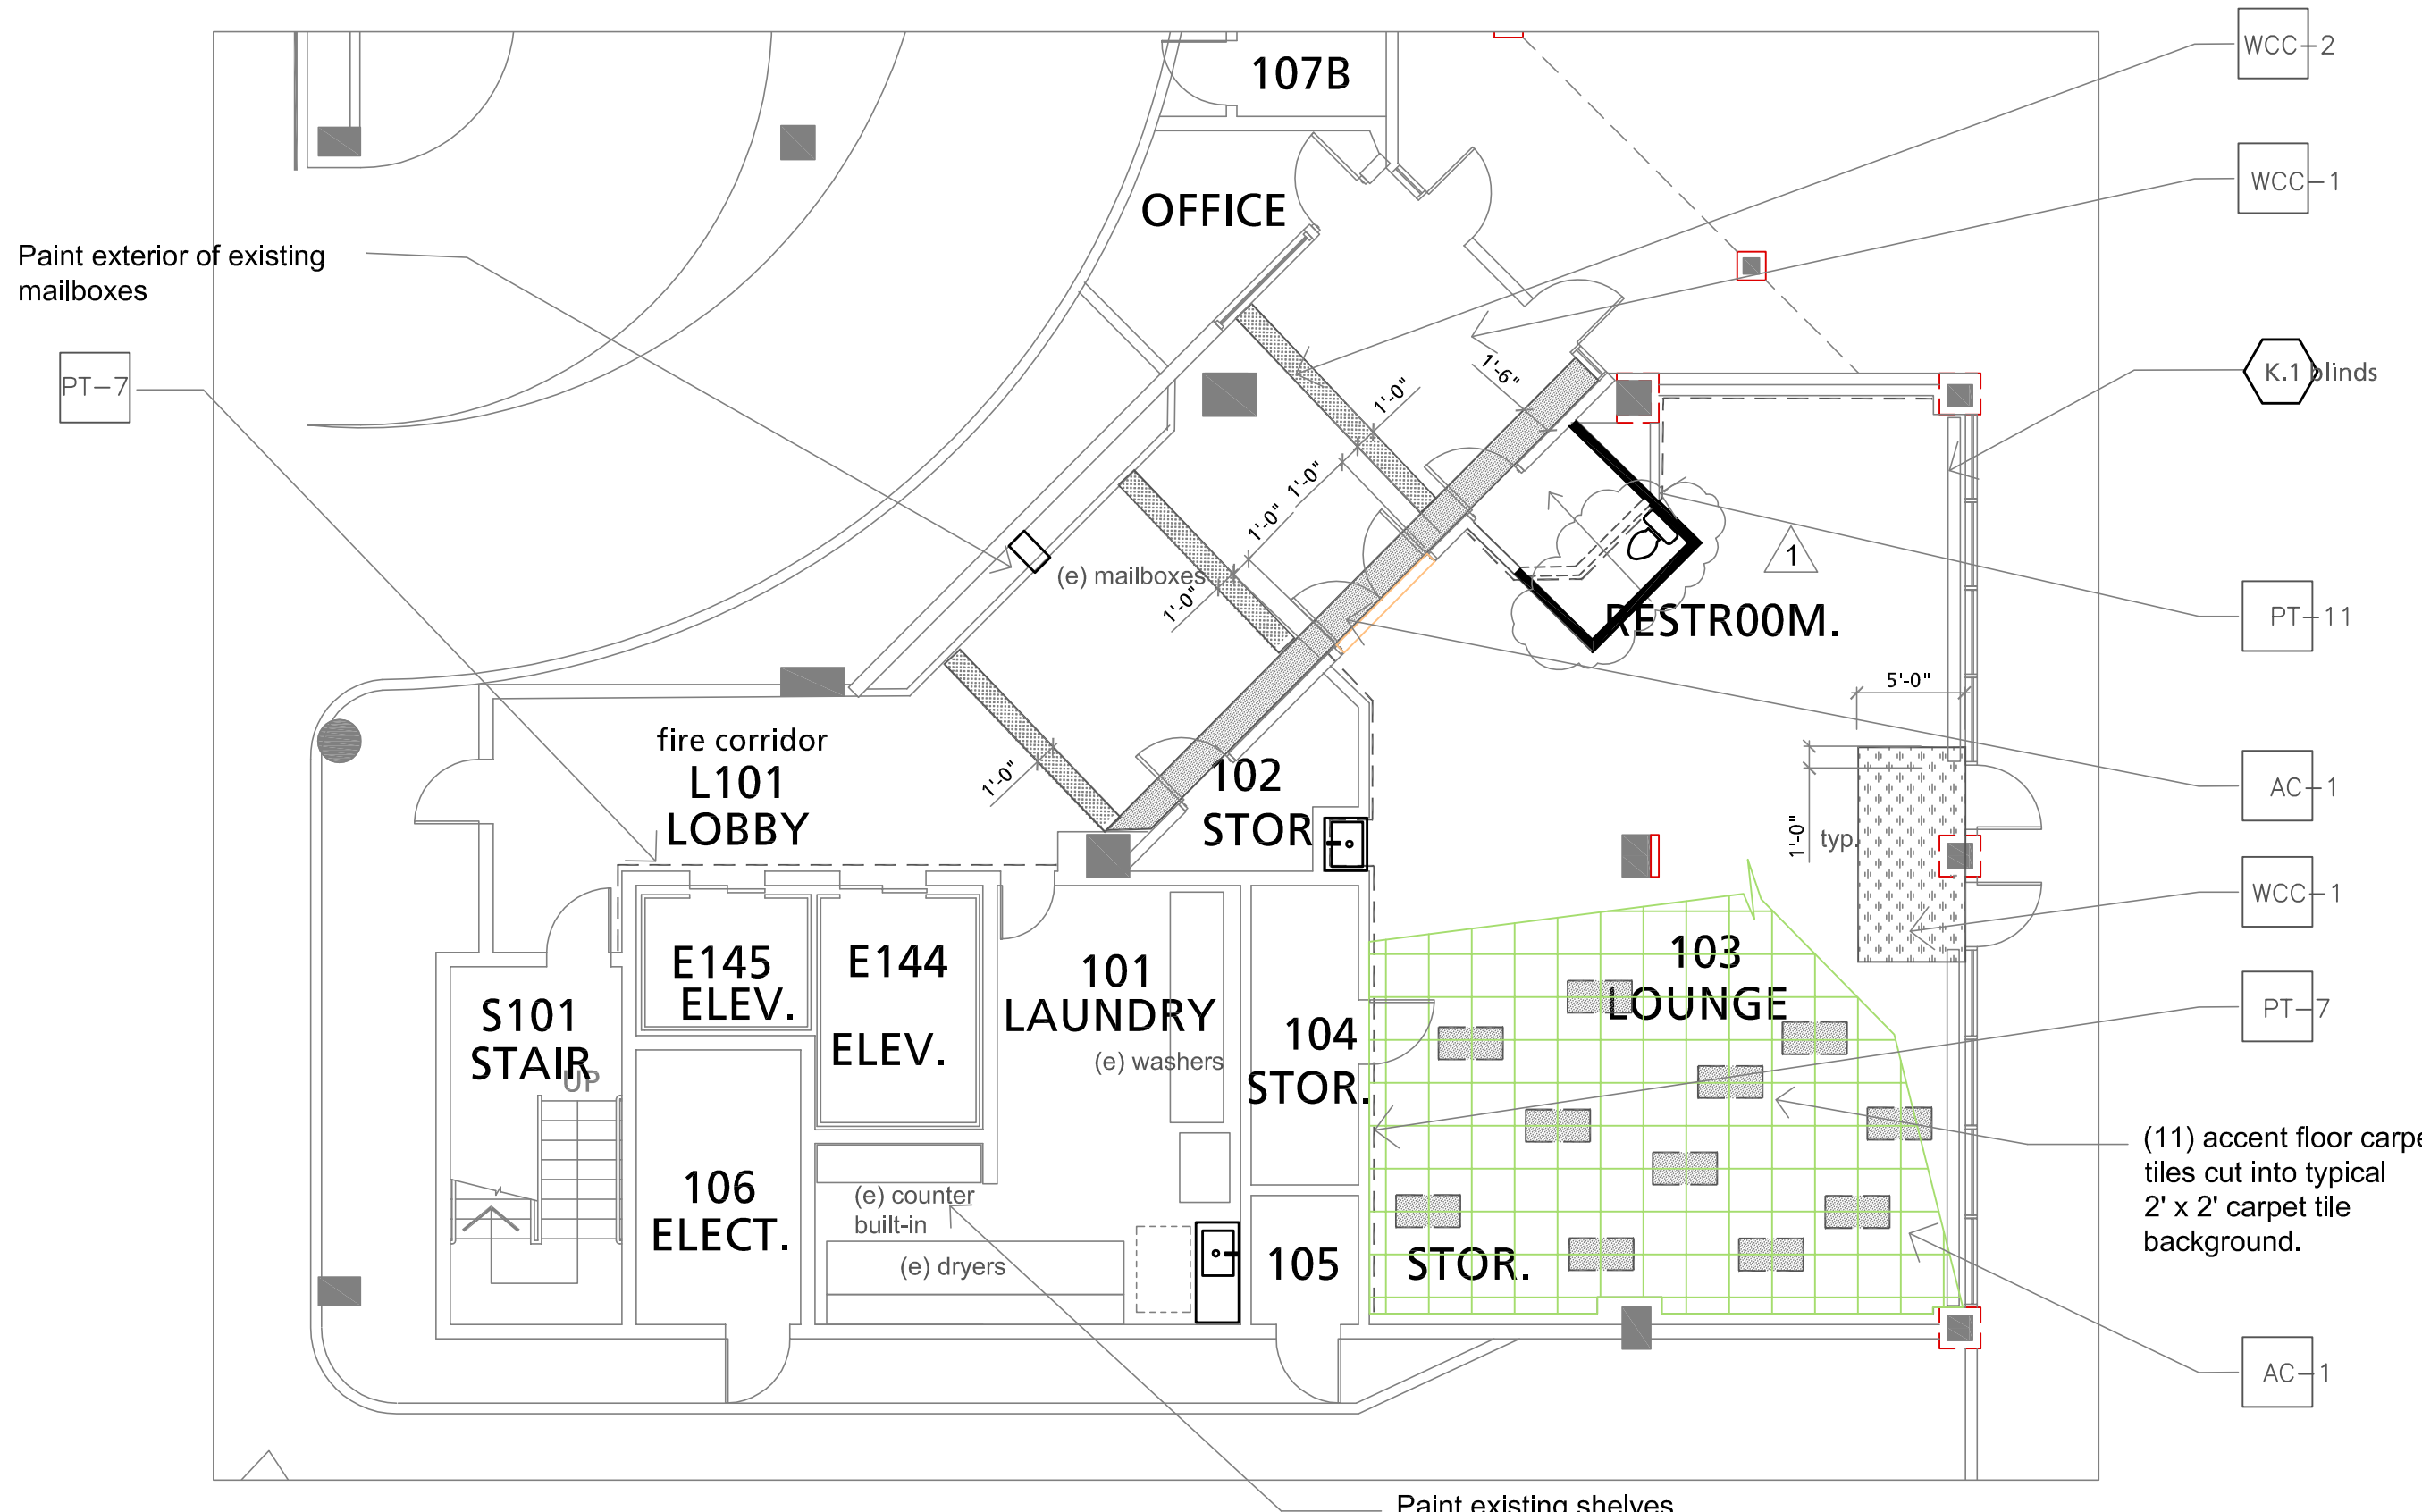 WCC-2
107B
WCC-1
OFFICE
Paint exterior of existing
mailboxes
PT-7
K.1 blinds
1'-6"
1'-0"
1'-0"
1'-0"
(e) mailboxes
1'-0"
1
RESTR00M.
PT-11
5'-0"
fire corridor
L101
LOBBY
1'-0"
102
STOR
AC-1
1'-0"
typ.
WCC-1
E145
ELEV.
E144
ELEV.
101
LAUNDRY
(e) washers
103
LOUNGE
PT-7
S101
STAIR
UP
104
STOR.
(11) accent floor carpe
tiles cut into typical
2' x 2' carpet tile
background.
106
ELECT.
(e) counter
built-in
(e) dryers
105
STOR.
AC-1
Paint existing shelves